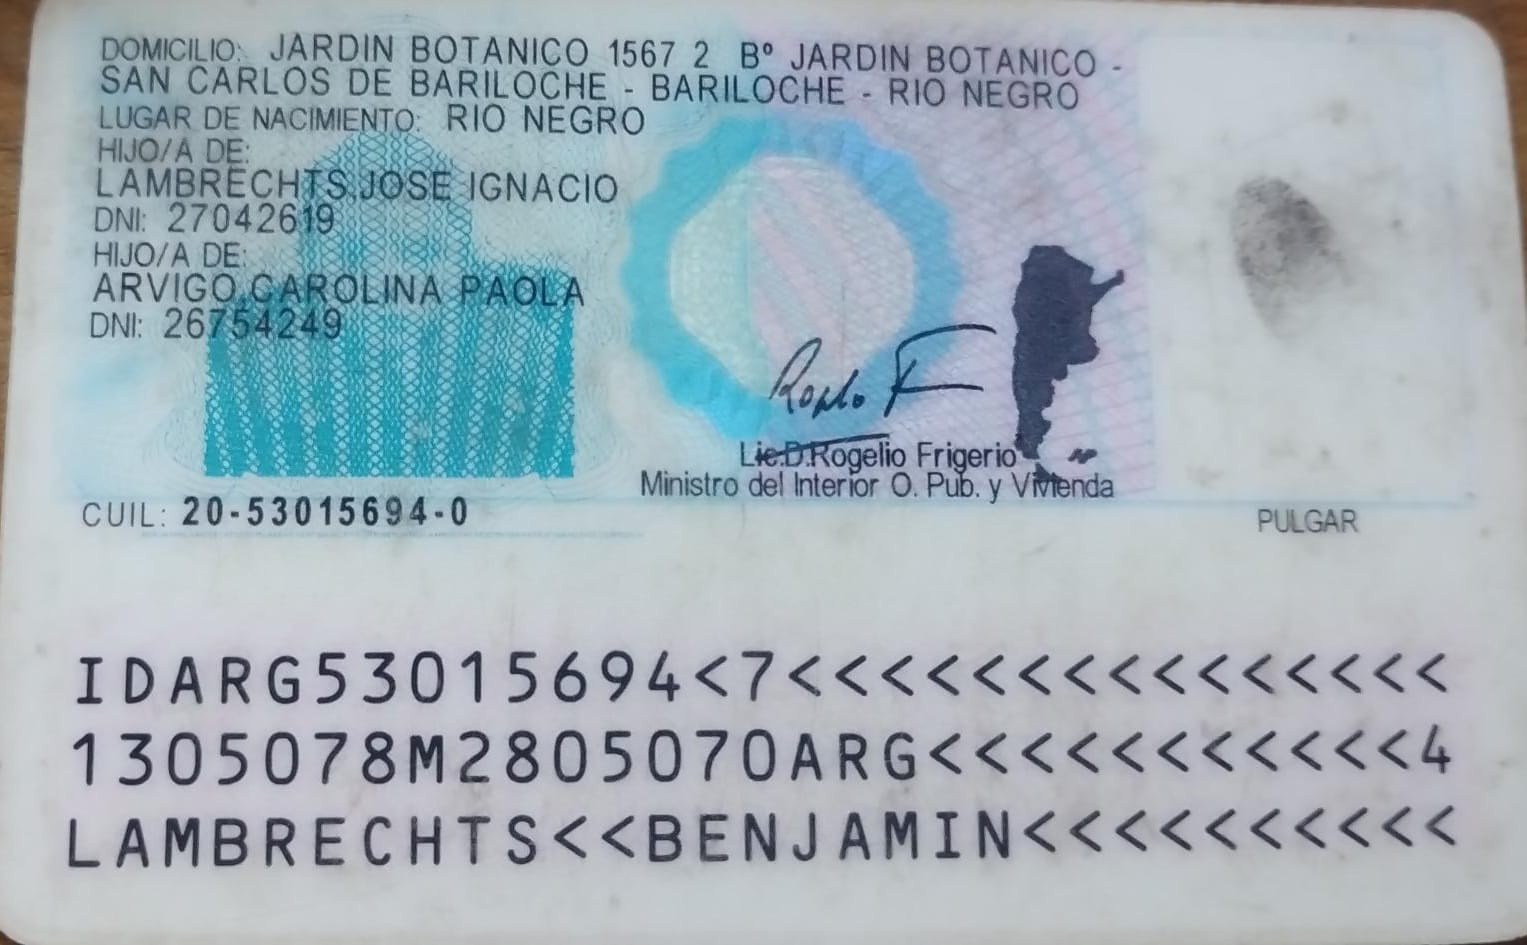 DOMICILIO: JARDIN BOTANICO 1567 2 Bº JARDIN BOTANICO -
SAN CARLOS DE BARILOCHE - BARILOCHE - RIO NEGRO
LUGAR DE NACIMIENTO: RIO NEGRO
HIJO/A DE:
LAMBRECHTS,JOSE IGNACIO
DNI: 27042619
HIJO/A DE:
ARVIGO,CAROLINA PAOLA
DNI: 26754249
Lic.D.Rogelio Frigerio
Ministro del Interior O. Pub. y Vivienda
CUIL: 20-53015694-0
PULGAR
IDARG53015694<7<<<<<<<<<<<<<<<
1305078M2805070ARG<<<<<<<<<<<4
LAMBRECHTS<<BENJAMIN<<<<<<<<<<